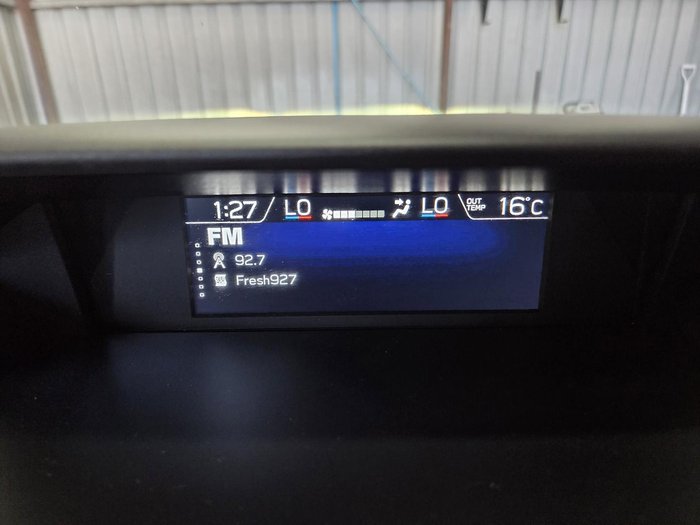 1:27 LO LO OUT TEMP 16°C
FM
92.7
Fresh927